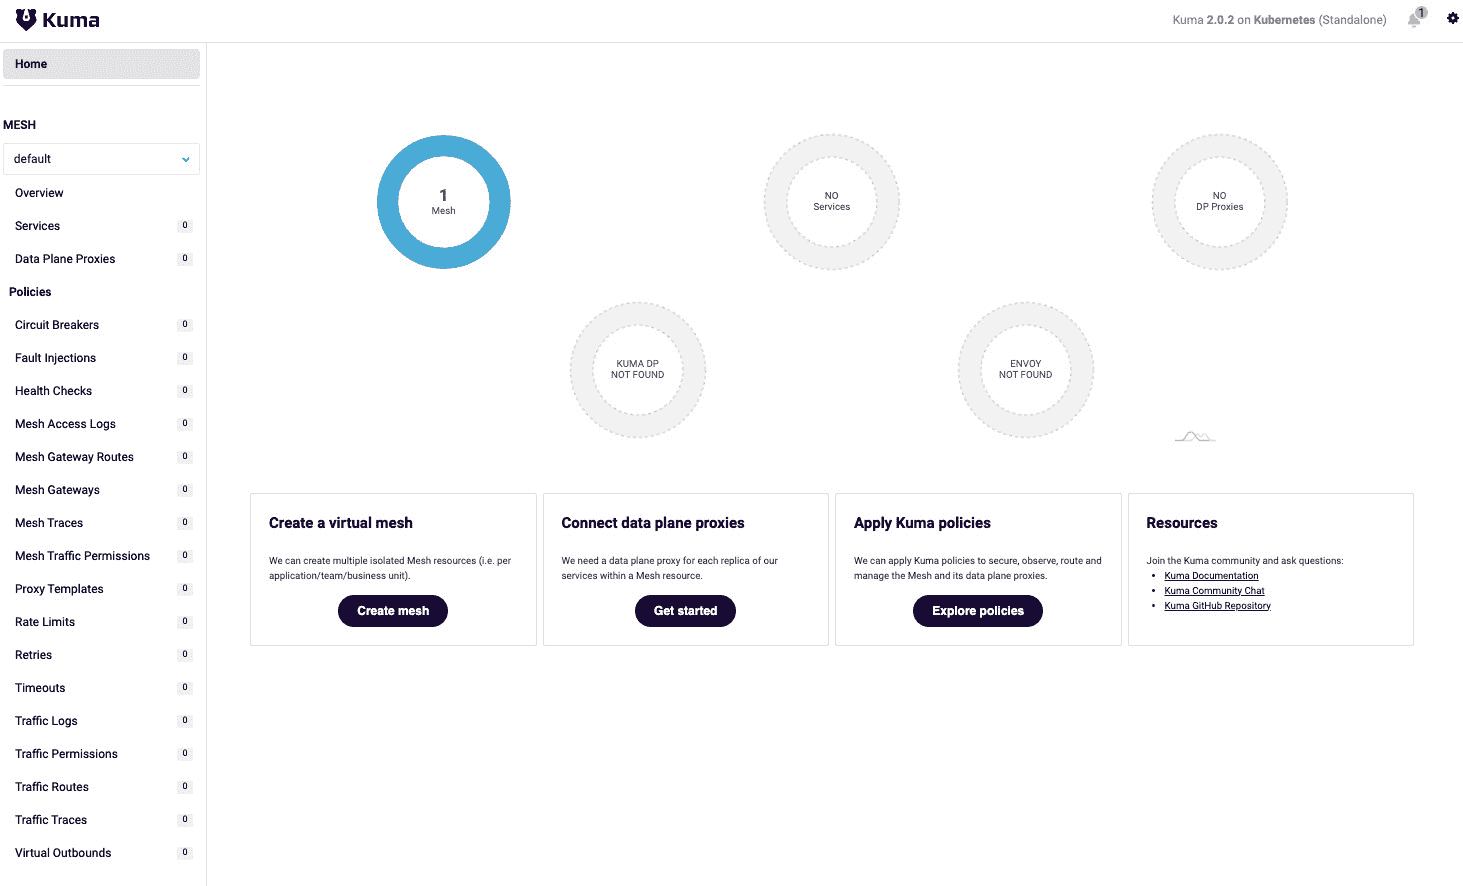 Kuma
Kuma 2.0.2 on Kubernetes (Standalone)
1
Home
MESH
default
Overview
Services 0
Data Plane Proxies 0
Policies
Circuit Breakers 0
Fault Injections 0
Health Checks 0
Mesh Access Logs 0
Mesh Gateway Routes 0
Mesh Gateways 0
Mesh Traces 0
Mesh Traffic Permissions 0
Proxy Templates 0
Rate Limits 0
Retries 0
Timeouts 0
Traffic Logs 0
Traffic Permissions 0
Traffic Routes 0
Traffic Traces 0
Virtual Outbounds 0
1
Mesh
NO
Services
NO
DP Proxies
KUMA DP
NOT FOUND
ENVOY
NOT FOUND
Create a virtual mesh
We can create multiple isolated Mesh resources (i.e. per
application/team/business unit).
Create mesh
Connect data plane proxies
We need a data plane proxy for each replica of our
services within a Mesh resource.
Get started
Apply Kuma policies
We can apply Kuma policies to secure, observe, route and
manage the Mesh and its data plane proxies.
Explore policies
Resources
Join the Kuma community and ask questions:
• Kuma Documentation
• Kuma Community Chat
• Kuma GitHub Repository